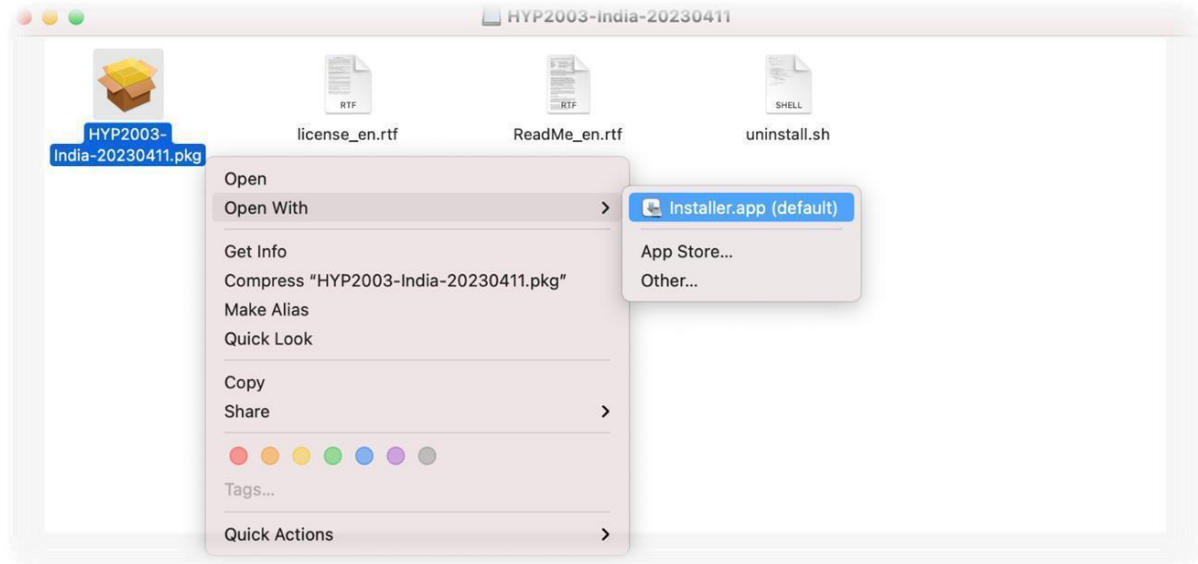 HYP2003-India-20230411
RTF
RTF
SHELL
HYP2003-
India-20230411.pkg
license_en.rtf
ReadMe_en.rtf
uninstall.sh
Open
Open With
Installer.app (default)
Get Info
App Store...
Compress “HYP2003-India-20230411.pkg”
Other...
Make Alias
Quick Look
Copy
Share
Tags...
Quick Actions